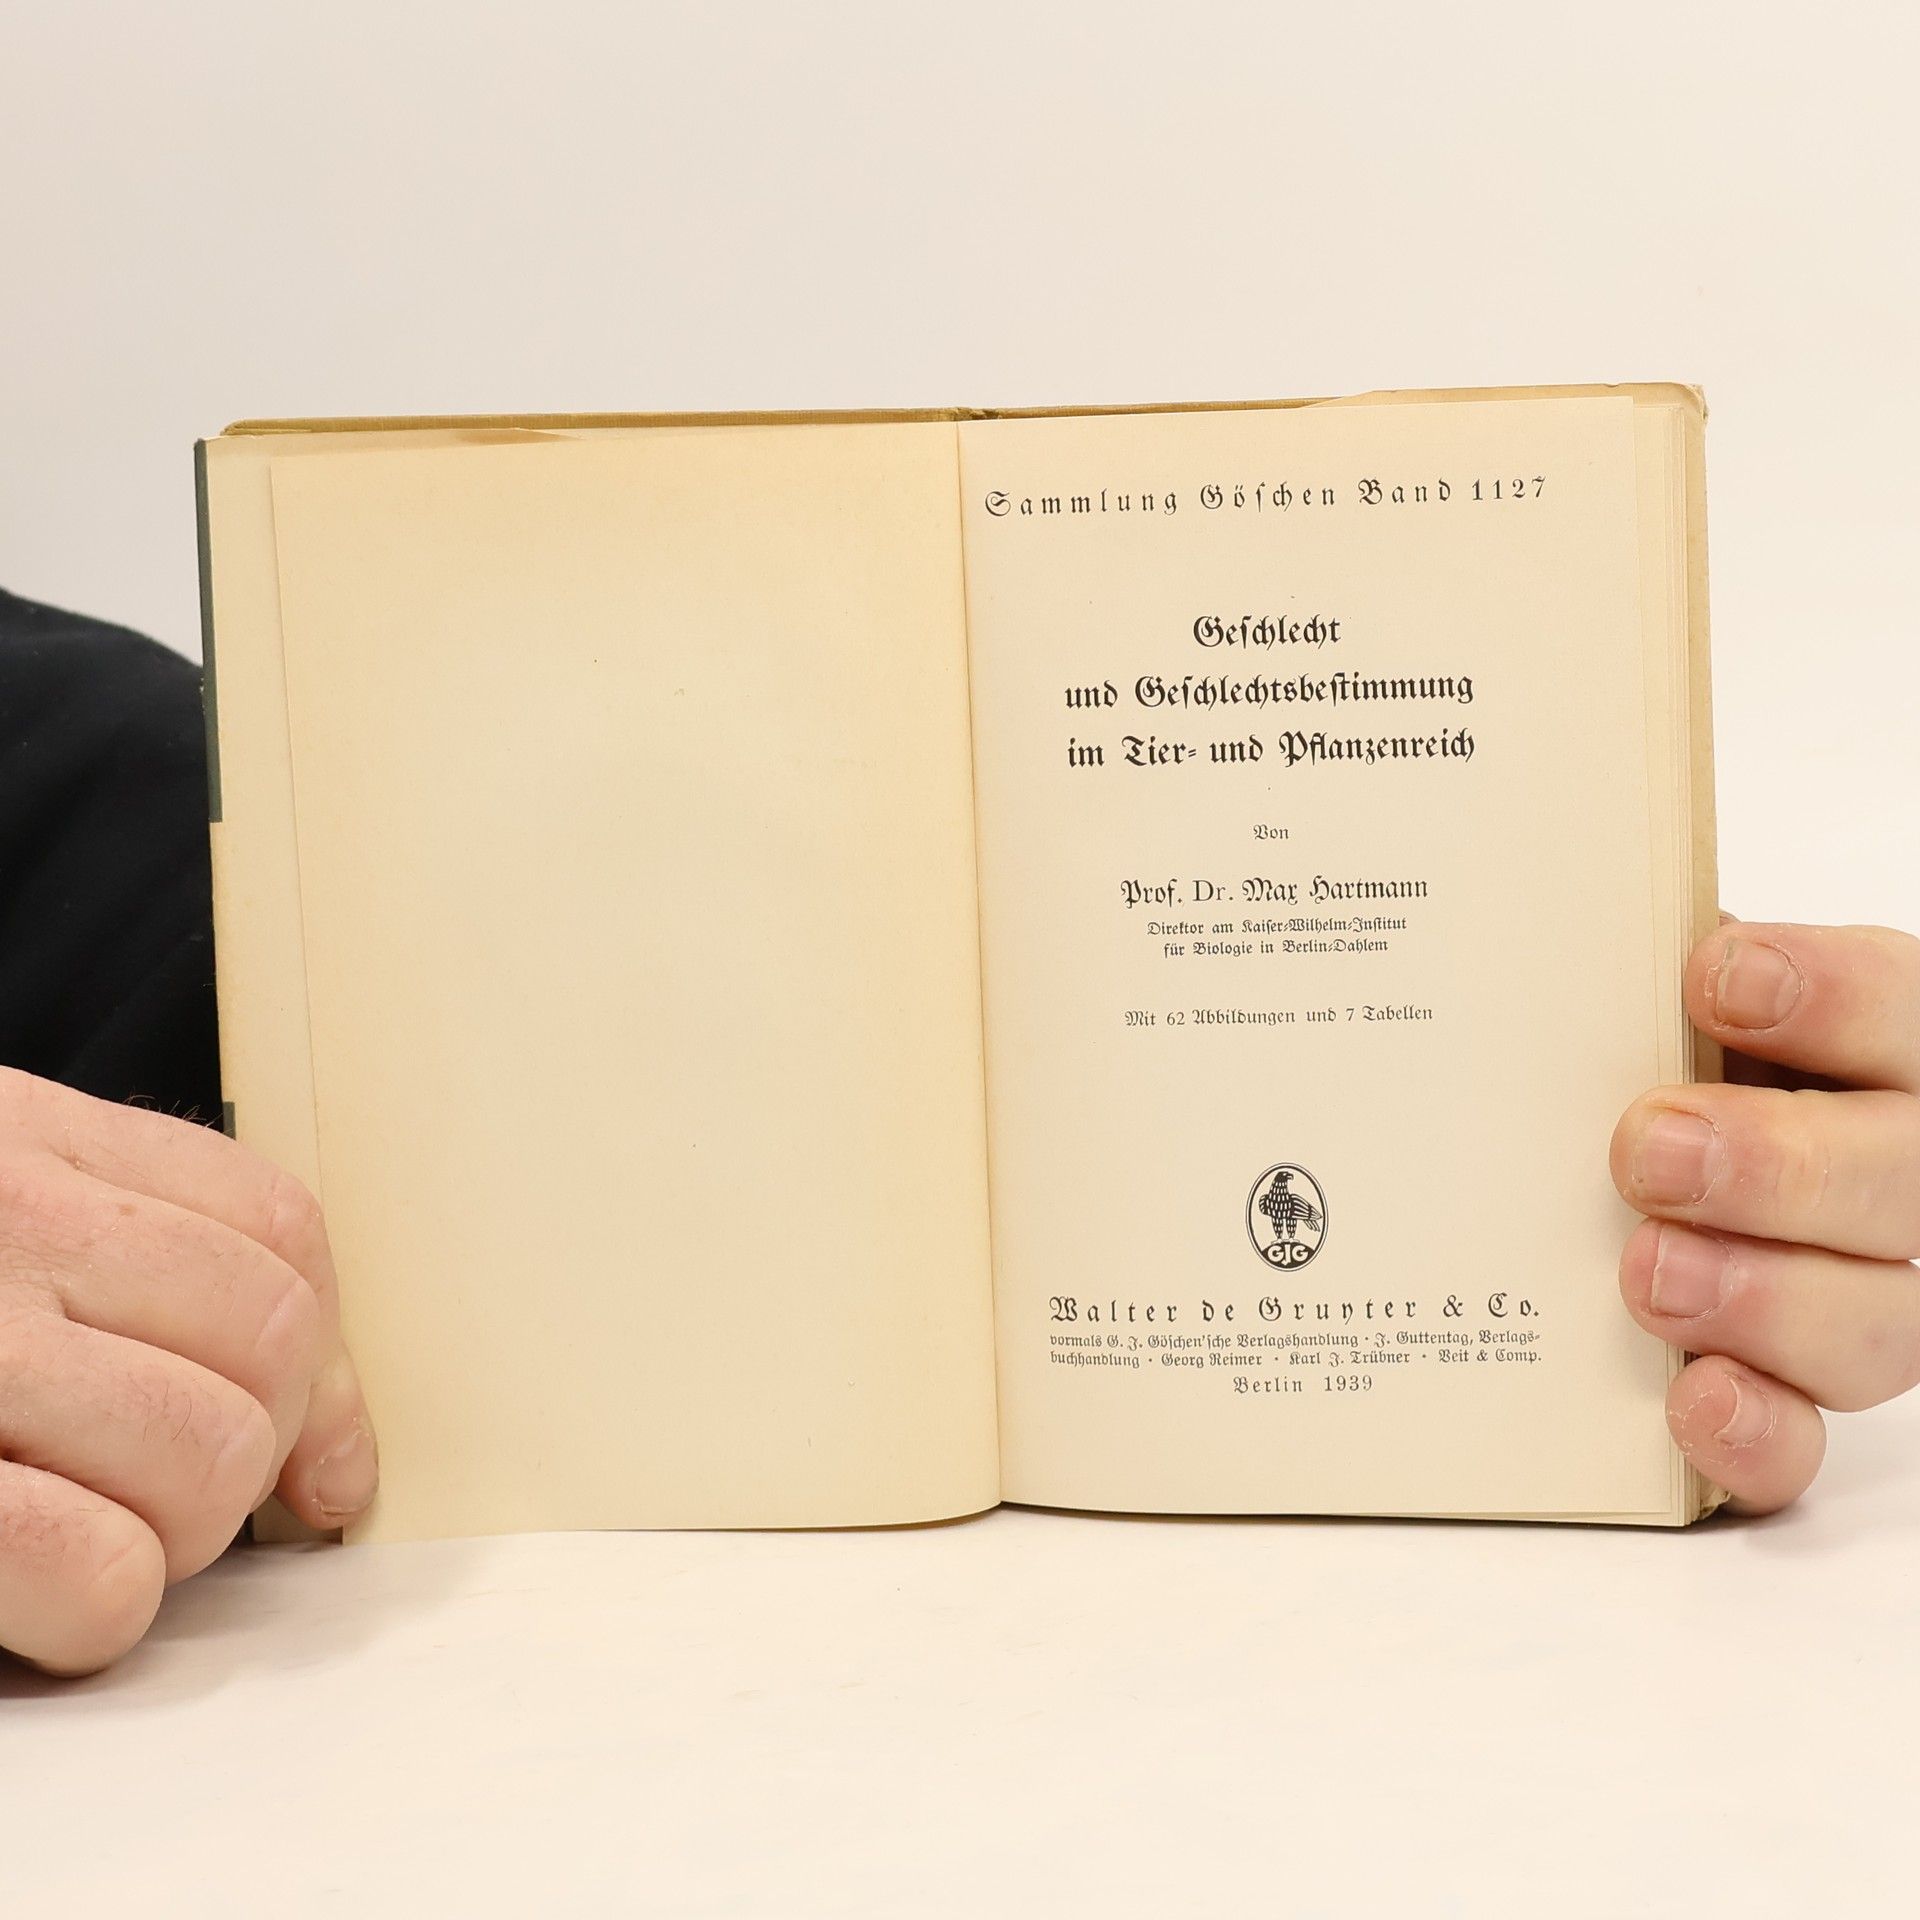 Sammlung Göſchen Band 1127
Geſchlecht
und Geſchlechtsbeſtimmung
im Tier- und Pflanzenreich
Von
Prof. Dr. Max Hartmann
Direktor am Kaiſer-Wilhelm-Inſtitut
für Biologie in Berlin-Dahlem
Mit 62 Abbildungen und 7 Tabellen
GJG
Walter de Gruyter & Co.
vormals G. J. Göſchen'ſche Verlagshandlung · J. Guttentag, Verlags-
buchhandlung · Georg Reimer · Karl J. Trübner · Veit & Comp.
Berlin 1939